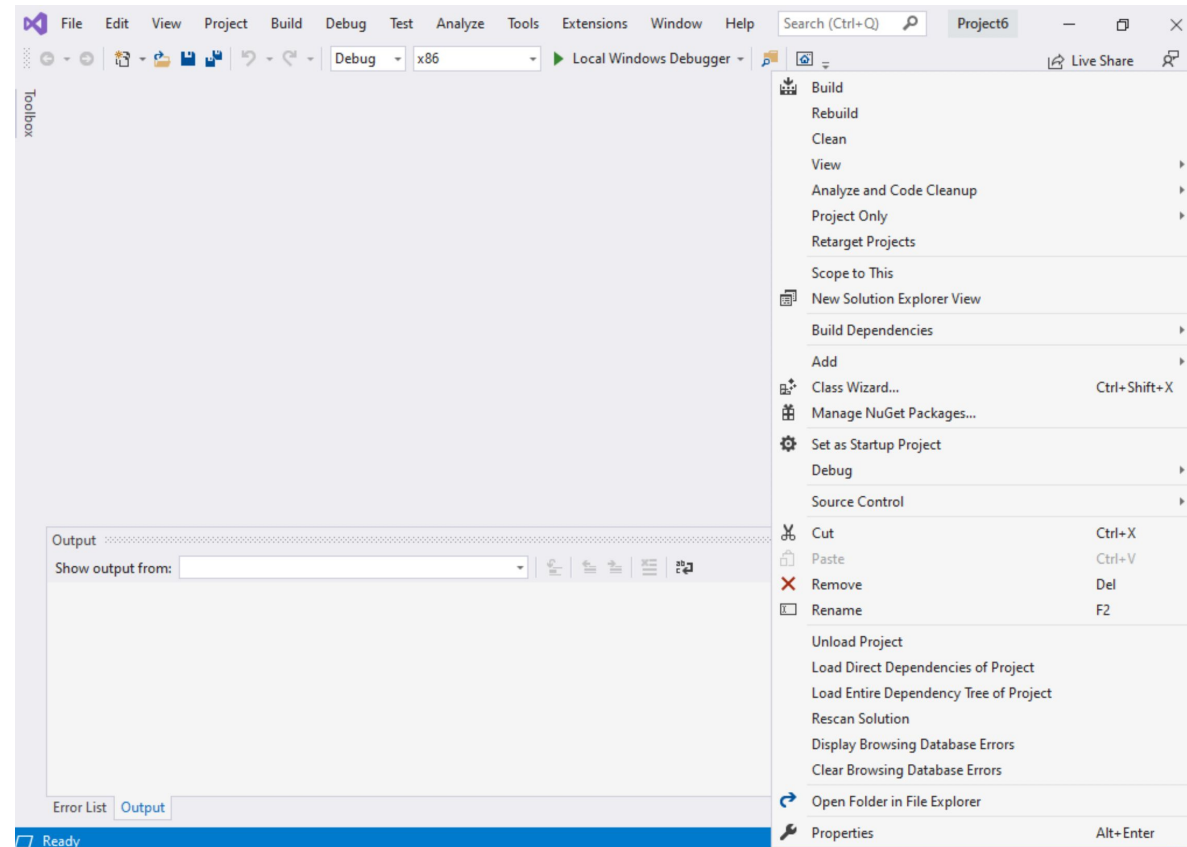 File Edit View Project Build Debug Test Analyze Tools Extensions Window Help Search (Ctrl+Q) Project6
Debug x86 Local Windows Debugger Live Share
Toolbox
Build
Rebuild
Clean
View
Analyze and Code Cleanup
Project Only
Retarget Projects
Scope to This
New Solution Explorer View
Build Dependencies
Add
Class Wizard... Ctrl+Shift+X
Manage NuGet Packages...
Set as Startup Project
Debug
Source Control
Cut Ctrl+X
Paste Ctrl+V
Remove Del
Rename F2
Unload Project
Load Direct Dependencies of Project
Load Entire Dependency Tree of Project
Rescan Solution
Display Browsing Database Errors
Clear Browsing Database Errors
Open Folder in File Explorer
Properties Alt+Enter
Output
Show output from:
Error List Output
Ready